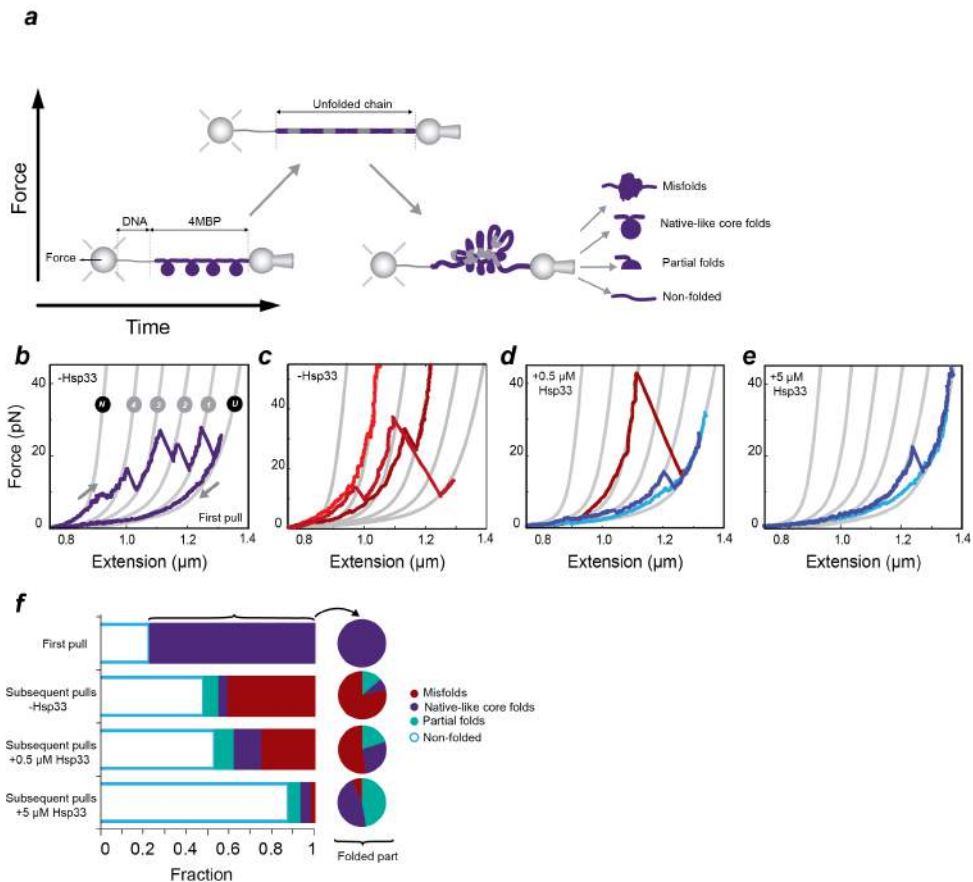 a
Force
Time
Unfolded chain
DNA
4MBP
Force
Misfolds
Native-like core folds
Partial folds
Non-folded
b
-Hsp33
Force (pN)
40
20
0
N
4
3
2
1
U
First pull
0.8
1.0
1.2
1.4
Extension (μm)
c
-Hsp33
40
20
0
0.8
1.0
1.2
1.4
Extension (μm)
d
+0.5 μM
Hsp33
40
20
0
0.8
1.0
1.2
1.4
Extension (μm)
e
+5 μM
Hsp33
40
20
0
0.8
1.0
1.2
1.4
Extension (μm)
f
First pull
Subsequent pulls
-Hsp33
Subsequent pulls
+0.5 μM Hsp33
Subsequent pulls
+5 μM Hsp33
0
0.2
0.4
0.6
0.8
1
Fraction
Misfolds
Native-like core folds
Partial folds
Non-folded
Folded part